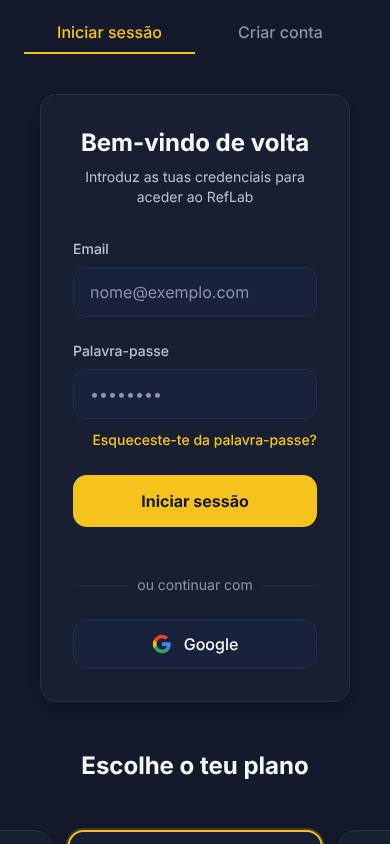 Iniciar sessão
Criar conta
Bem-vindo de volta
Introduz as tuas credenciais para
aceder ao RefLab
Email
nome@exemplo.com
Palavra-passe
••••••••
Esqueceste-te da palavra-passe?
Iniciar sessão
ou continuar com
Google
Escolhe o teu plano